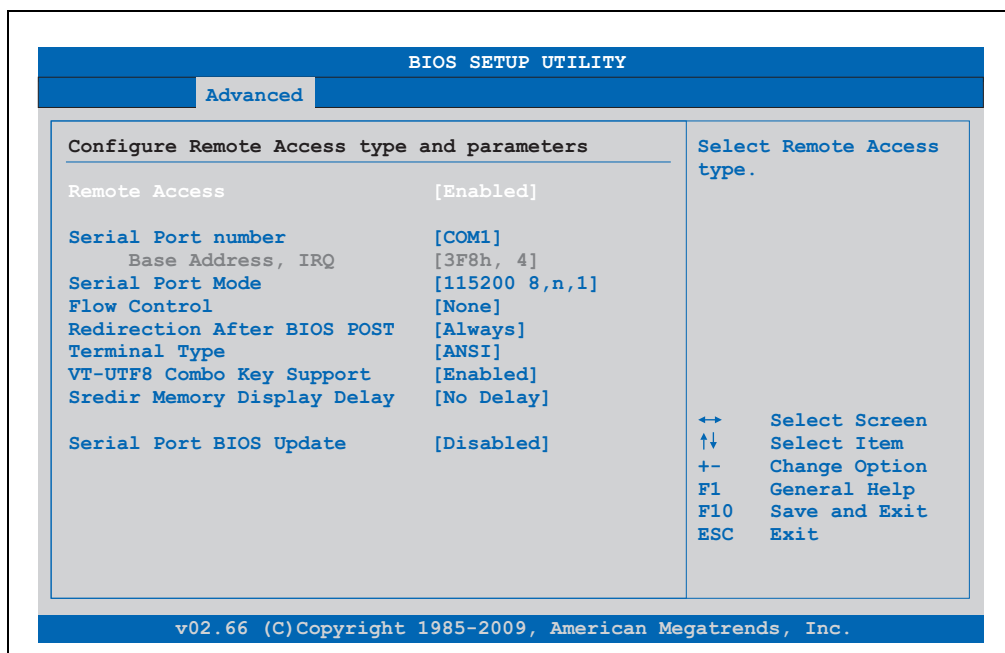 BIOS SETUP UTILITY
Advanced
Configure Remote Access type and parameters
Remote Access [Enabled]
Serial Port number [COM1]
Base Address, IRQ [3F8h, 4]
Serial Port Mode [115200 8,n,1]
Flow Control [None]
Redirection After BIOS POST [Always]
Terminal Type [ANSI]
VT-UTF8 Combo Key Support [Enabled]
Sredir Memory Display Delay [No Delay]
Serial Port BIOS Update [Disabled]
Select Remote Access
type.
↔ Select Screen
↑↓ Select Item
+- Change Option
F1 General Help
F10 Save and Exit
ESC Exit
v02.66 (C)Copyright 1985-2009, American Megatrends, Inc.